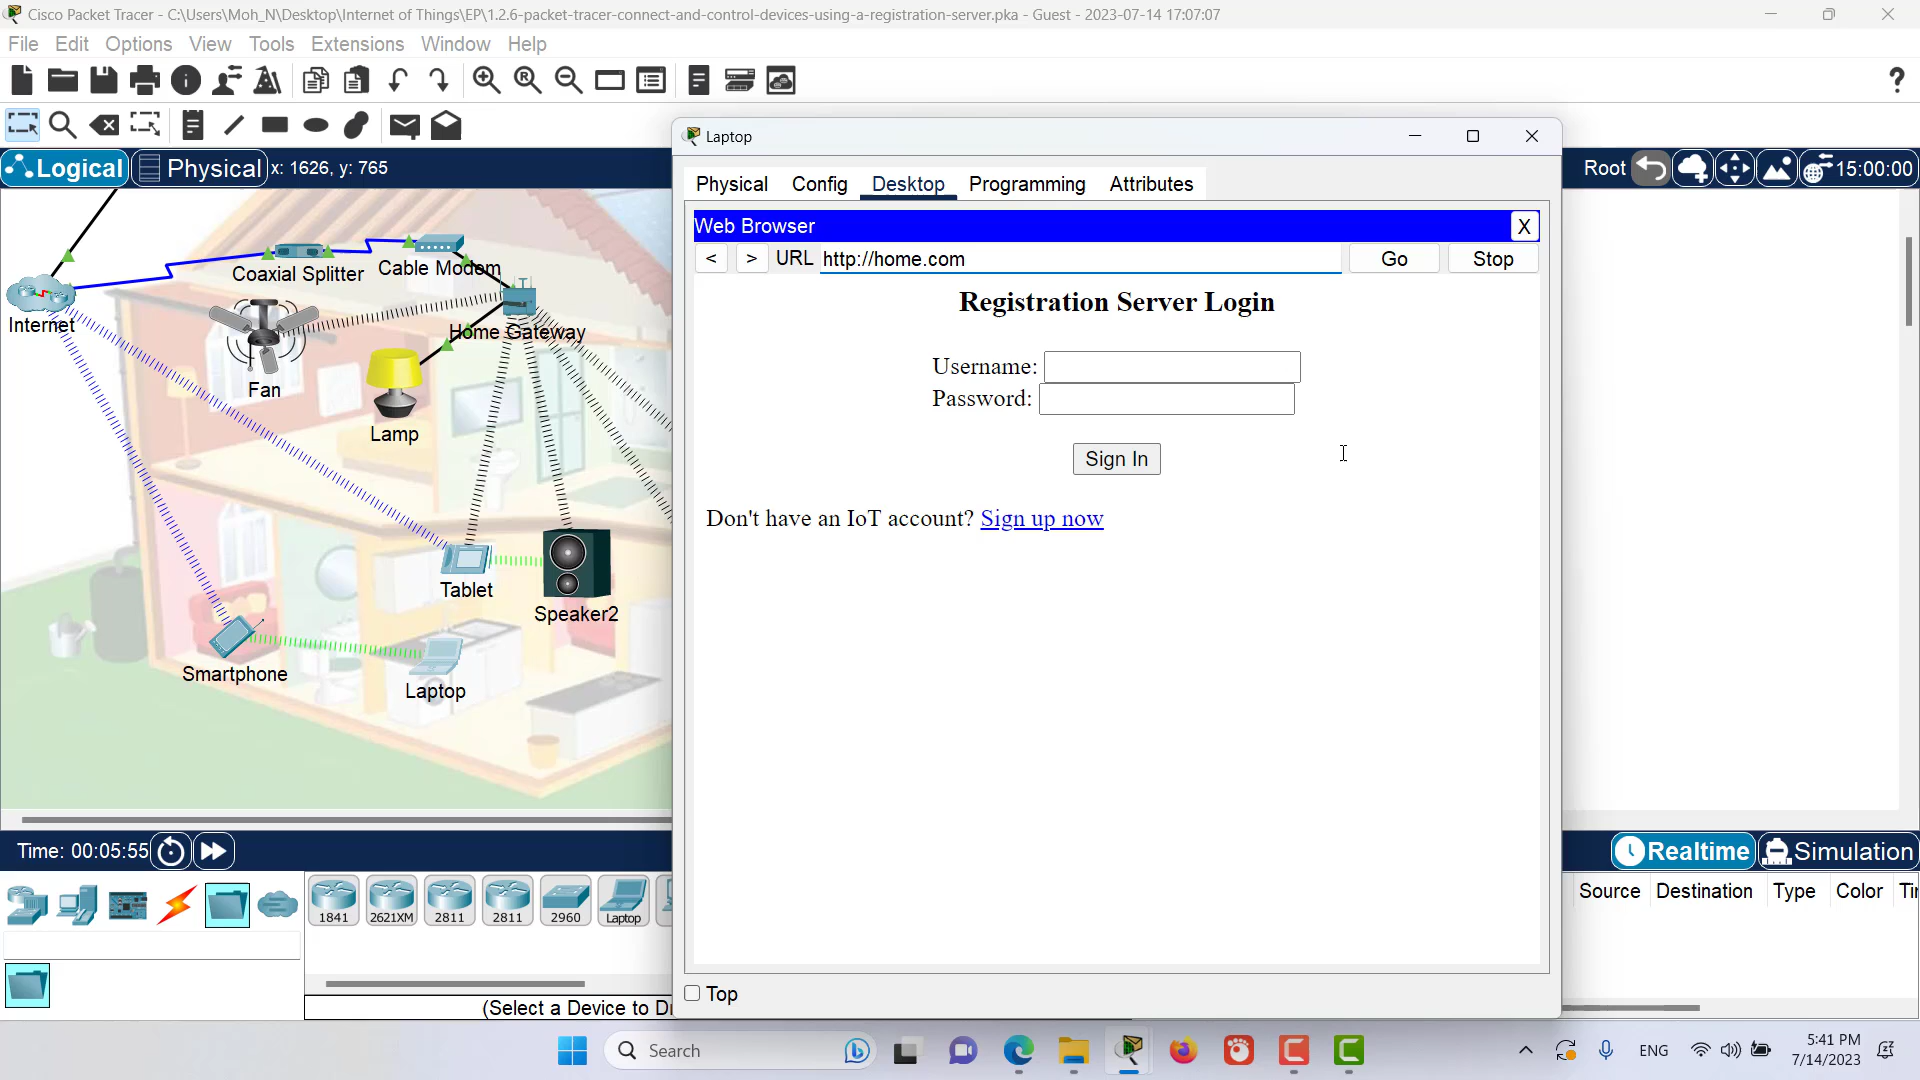 Cisco Packet Tracer - C:\Users\Moh_N\Desktop\Internet of Things\EP\1.2.6-packet-tracer-connect-and-control-devices-using-a-registration-server.pka - Guest - 2023-07-14 17:07:07
File Edit Options View Tools Extensions Window Help
Logical Physical x: 1626, y: 765
Root 15:00:00
Laptop
Physical Config Desktop Programming Attributes
Web Browser X
< > URL http://home.com Go Stop
Registration Server Login
Username:
Password:
Sign In
Don't have an IoT account? Sign up now
Top
Coaxial Splitter
Cable Modem
Internet
Home Gateway
Fan
Lamp
Tablet
Speaker2
Smartphone
Laptop
Time: 00:05:55
Realtime Simulation
1841 2621XM 2811 2811 2960 Laptop
Source Destination Type Color
(Select a Device to
Search
ENG
5:41 PM
7/14/2023